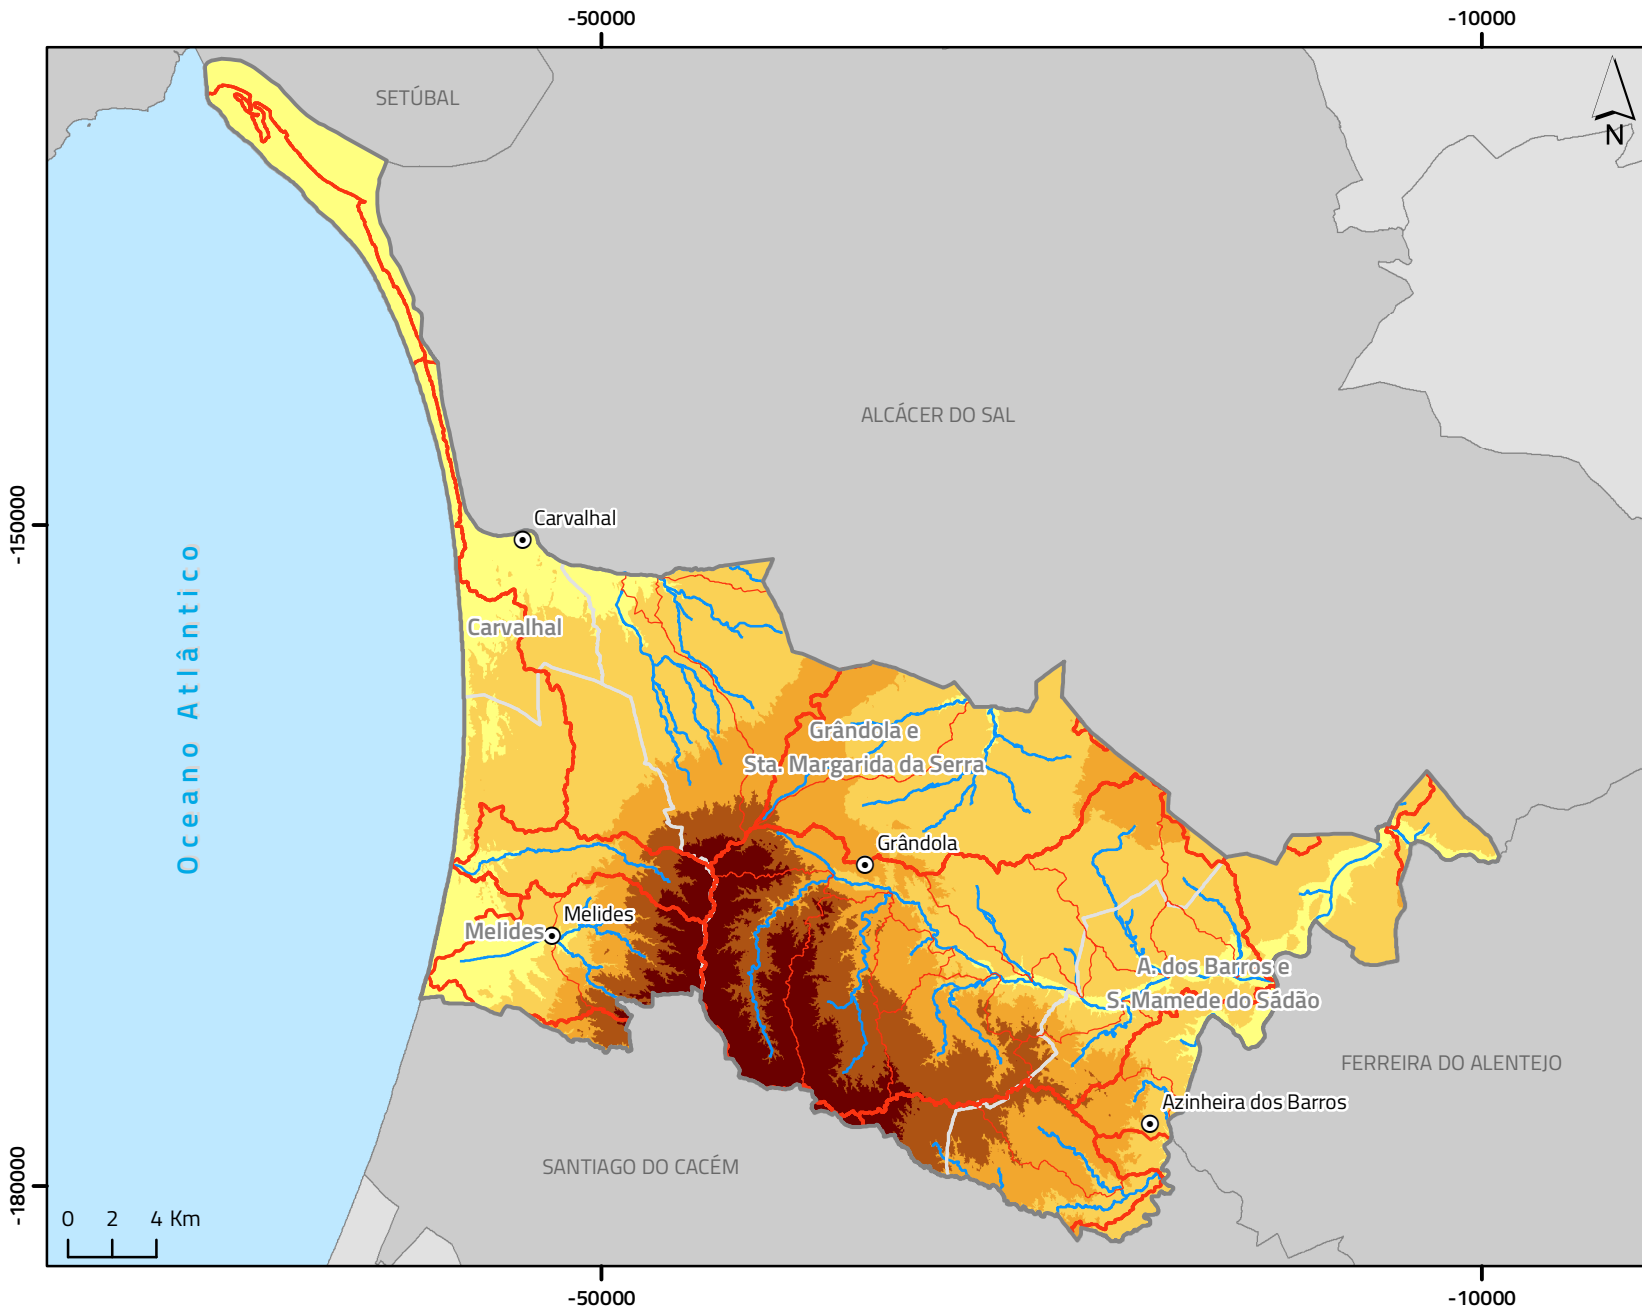 -50000
-10000
SETÚBAL
N
ALCÁCER DO SAL
-150000
Carvalhal
Oceano Atlântico
Carvalhal
Grândola e
Sta. Margarida da Serra
Grândola
Melides
Melides
A. dos Barros e
S. Mamede do Sádão
FERREIRA DO ALENTEJO
Azinheira dos Barros
SANTIAGO DO CACÉM
-180000
0 2 4 Km
-50000
-10000